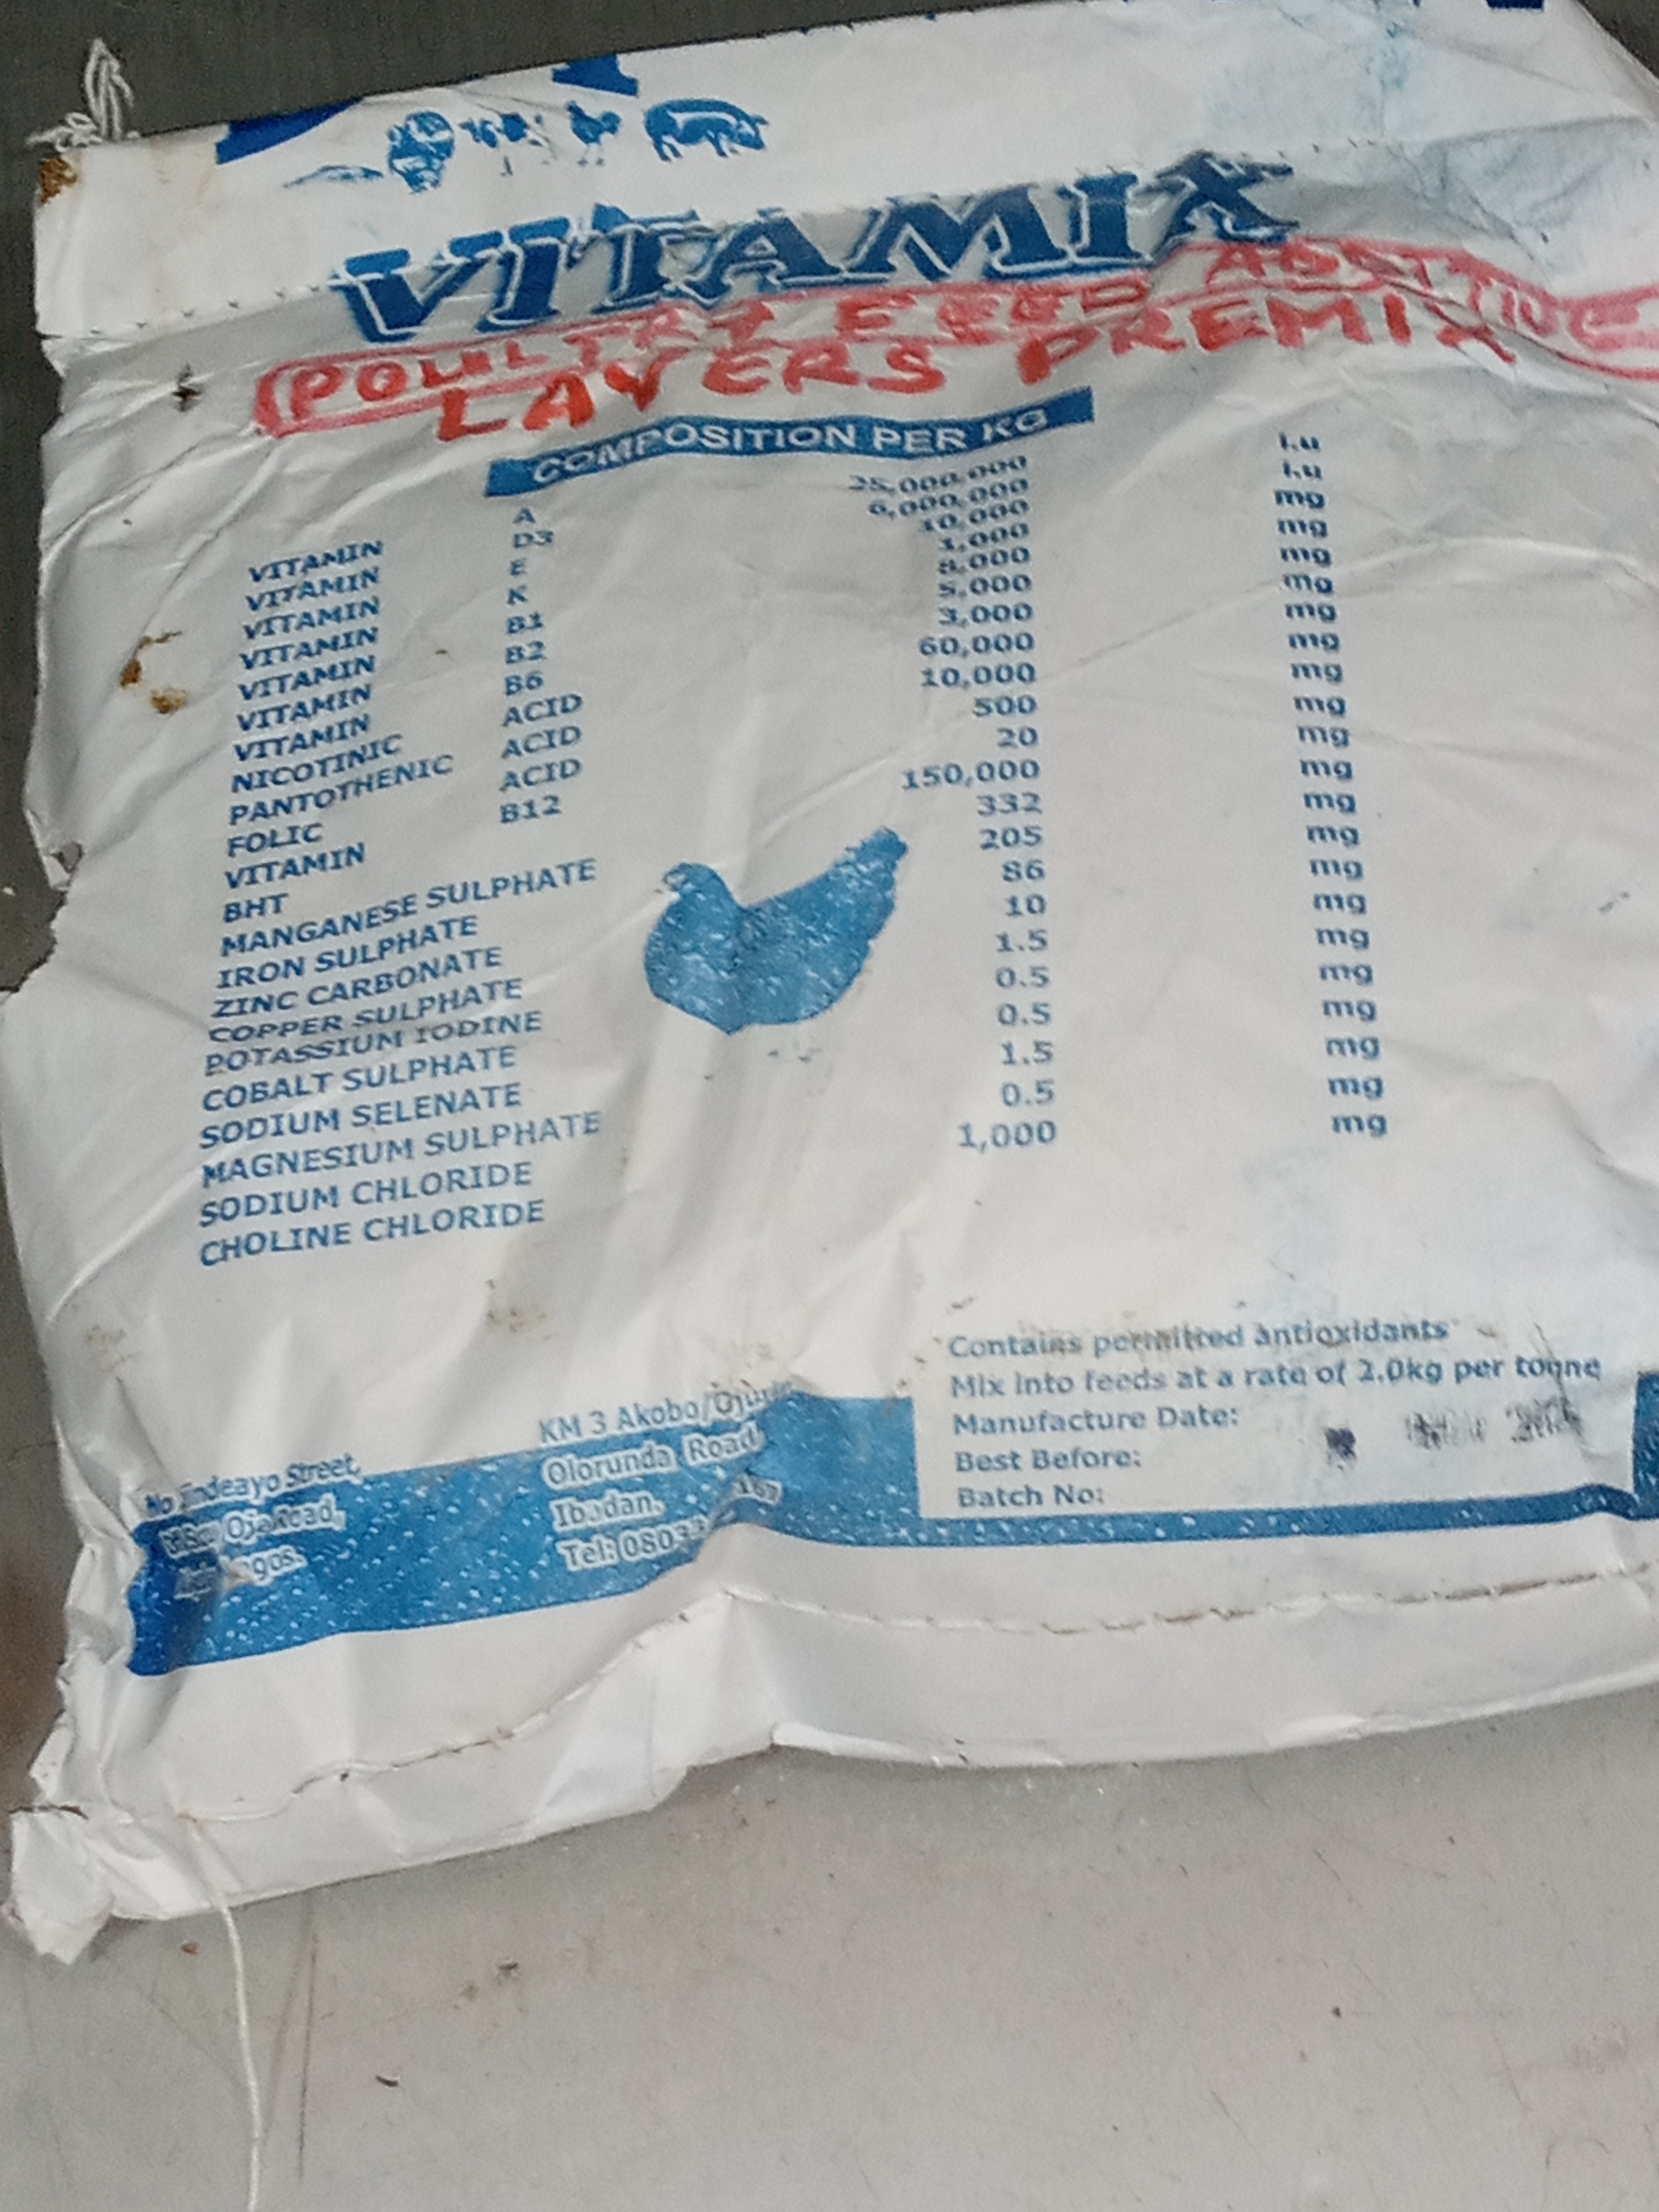 VITAMIX
(POULTRY FEED ADDITIVE
LAYERS PREMIX
COMPOSITION PER KG
VITAMIN A 25,000,000 i.u
VITAMIN D3 6,000,000 i.u
VITAMIN E 10,000 mg
VITAMIN K 1,000 mg
VITAMIN B1 8,000 mg
VITAMIN B2 5,000 mg
VITAMIN B6 3,000 mg
NICOTINIC ACID 60,000 mg
PANTOTHENIC ACID 10,000 mg
FOLIC ACID 500 mg
VITAMIN B12 20 mg
BHT 150,000 mg
MANGANESE SULPHATE 332 mg
IRON SULPHATE 205 mg
ZINC CARBONATE 86 mg
COPPER SULPHATE 10 mg
POTASSIUM IODINE 1.5 mg
COBALT SULPHATE 0.5 mg
SODIUM SELENATE 0.5 mg
MAGNESIUM SULPHATE 1.5 mg
SODIUM CHLORIDE 0.5 mg
CHOLINE CHLORIDE 1,000 mg
Contains permitted antioxidants
Mix into feeds at a rate of 2.0kg per tonne
Manufacture Date:
Best Before:
Batch No:
Street,
Oja Road,
KM 3 Akobo/
Olorunda Road
Ibadan.
Tel: 0803